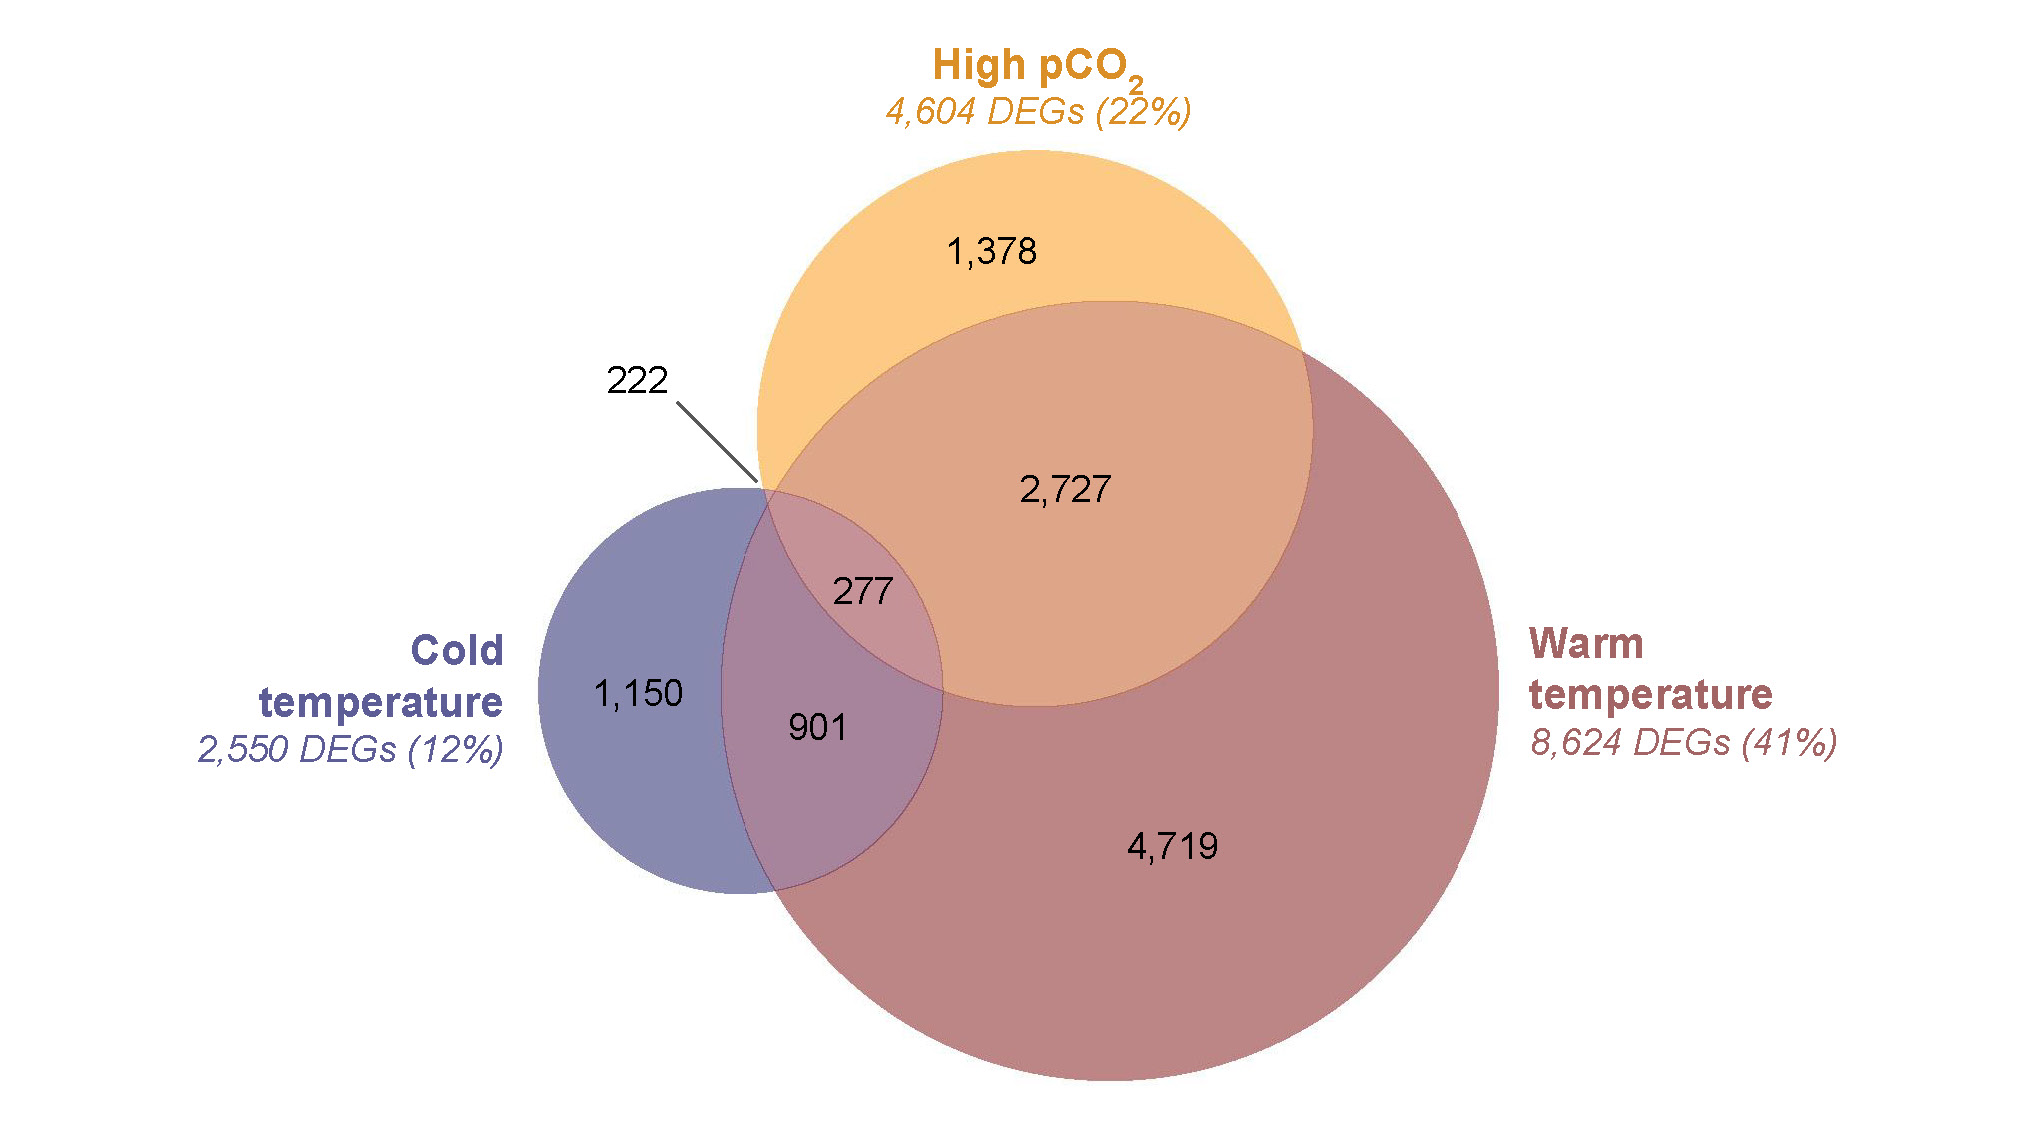 High pCO₂
4,604 DEGs (22%)
1,378
222
2,727
277
Cold
temperature
2,550 DEGs (12%)
1,150
901
Warm
temperature
8,624 DEGs (41%)
4,719